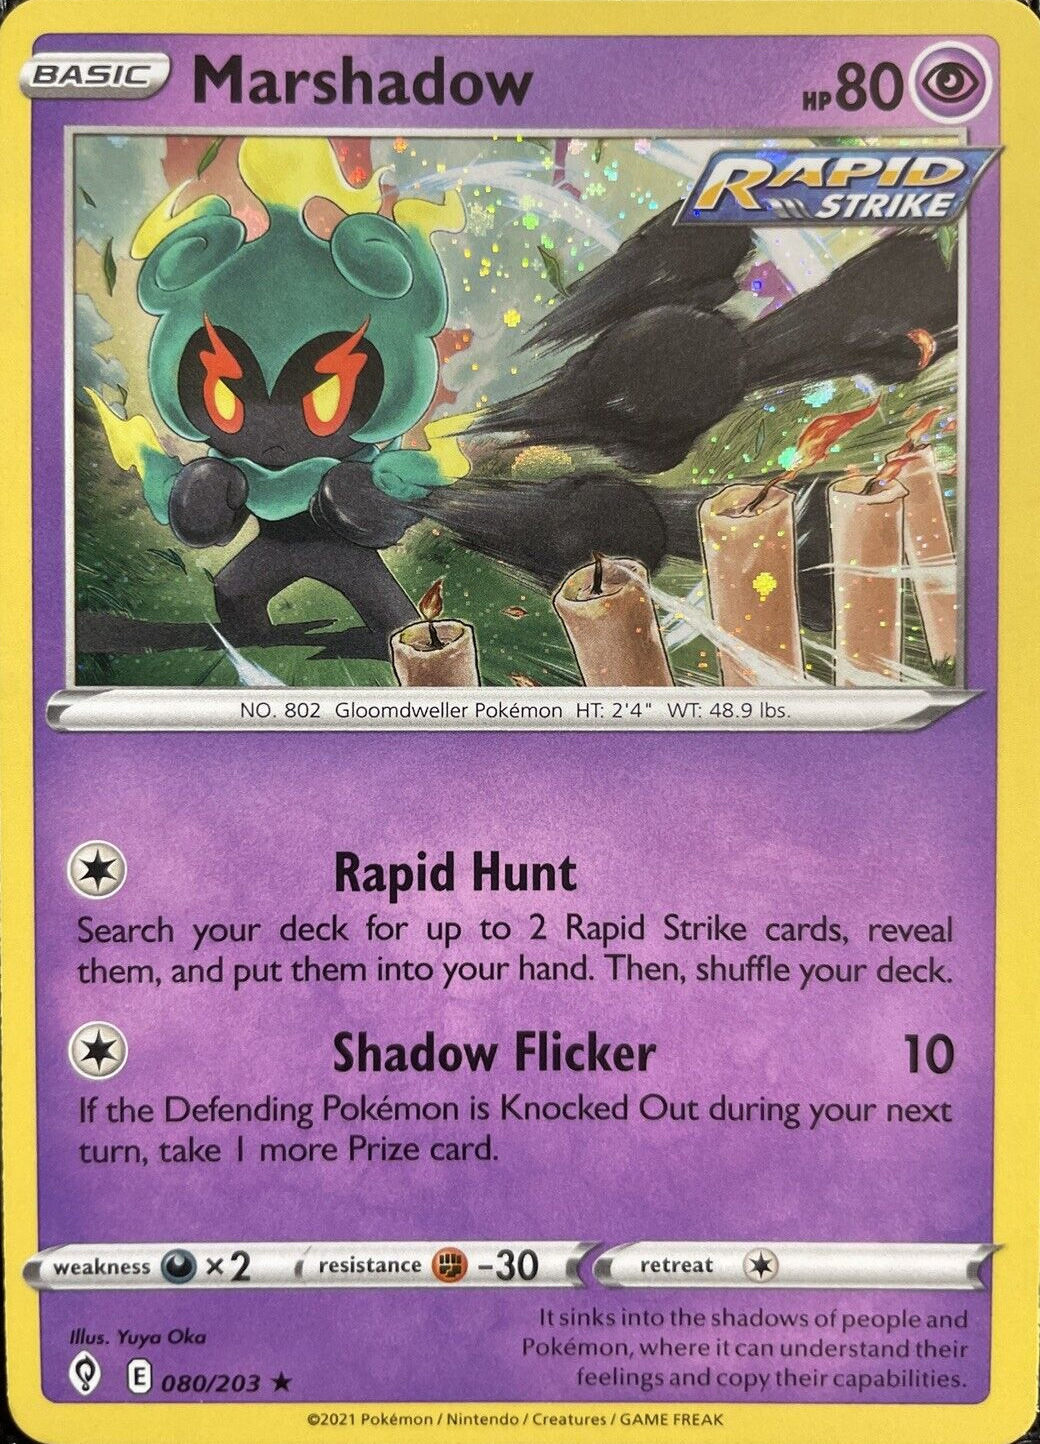 BASIC Marshadow HP 80
RAPID
STRIKE
NO. 802 Gloomdweller Pokémon HT: 2'4" WT: 48.9 lbs.
Rapid Hunt
Search your deck for up to 2 Rapid Strike cards, reveal
them, and put them into your hand. Then, shuffle your deck.
Shadow Flicker 10
If the Defending Pokémon is Knocked Out during your next
turn, take 1 more Prize card.
weakness ×2 resistance -30 retreat
Illus. Yuya Oka
E 080/203 ★
It sinks into the shadows of people and
Pokémon, where it can understand their
feelings and copy their capabilities.
©2021 Pokémon / Nintendo / Creatures / GAME FREAK